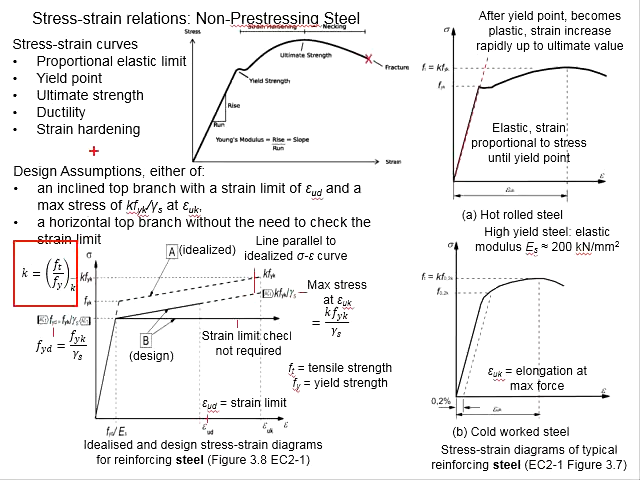 Stress-strain relations: Non-Prestressing Steel
Stress-strain curves
• Proportional elastic limit
• Yield point
• Ultimate strength
• Ductility
• Strain hardening
+
Design Assumptions, either of:
• an inclined top branch with a strain limit of εud and a
max stress of kfyk/γs at εuk,
• a horizontal top branch without the need to check the
strain limit
Stress
Strain Hardening
Necking
Ultimate Strength
Fracture
Yield Strength
Rise
Run
Young's Modulus = Rise = Slope
Run
Strain
After yield point, becomes
plastic, strain increase
rapidly up to ultimate value
σ
ft = kfyk
fyk
Elastic, strain
proportional to stress
until yield point
ε
εuk
(a) Hot rolled steel
High yield steel: elastic
modulus Es ≈ 200 kN/mm²
σ
ft = kf0,2k
f0,2k
εuk = elongation at
max force
ε
0,2%
εuk
(b) Cold worked steel
Stress-strain diagrams of typical
reinforcing steel (EC2-1 Figure 3.7)
k = (ft/fy)k
σ
kfyk
fyk
fyd = fyk/γs
fyd = fyk/γs
A (idealized)
Line parallel to
idealized σ-ε curve
kfyk
kfyk/γs
Max stress
at εuk
= kfyk/γs
B
(design)
Strain limit checl
not required
ft = tensile strength
fy = yield strength
εud = strain limit
fyd/Es
εud
εuk
ε
Idealised and design stress-strain diagrams
for reinforcing steel (Figure 3.8 EC2-1)